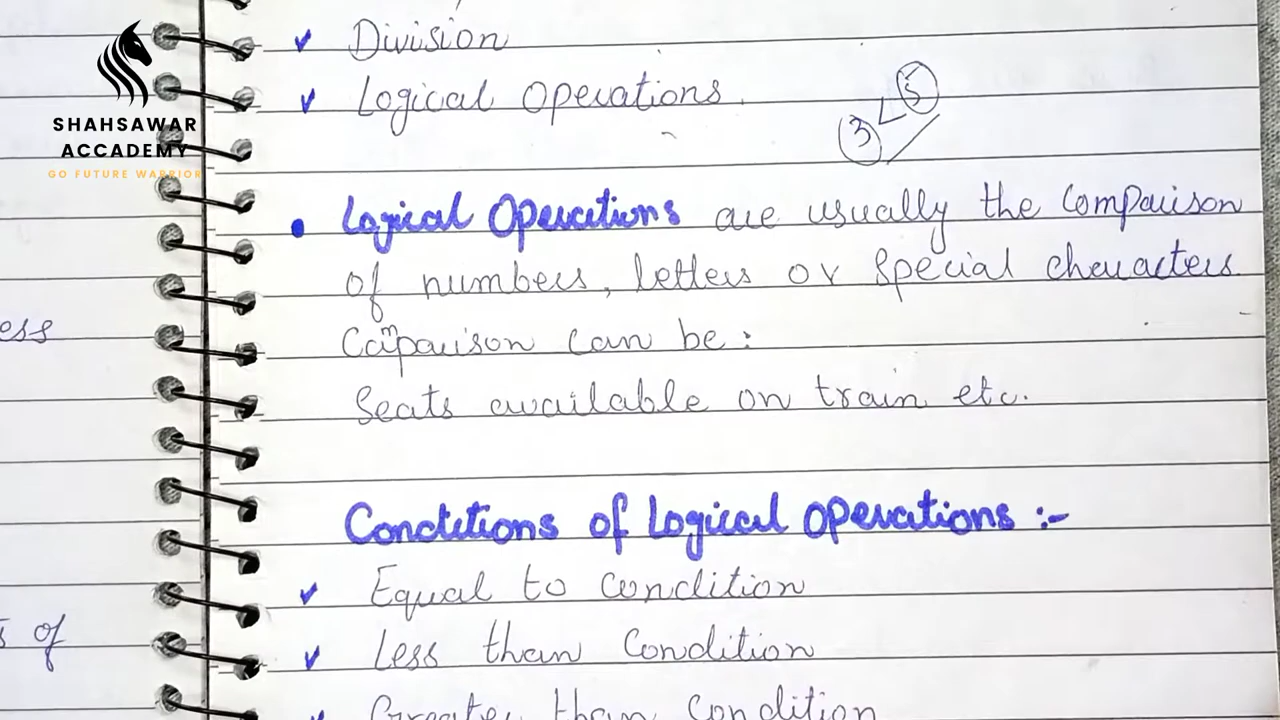 SHAHSAWAR
ACCADEMY
GO FUTURE WARRIOR
ess
of
✓ Division
✓ Logical Operations.
3 < 5
• Logical Operations are usually the Comparison
of numbers, letters or special characters
Comparison can be:
Seats available on train etc.
Conditions of Logical Operations :-
✓ Equal to condition
✓ Less than Condition
✓ Greater than Condition